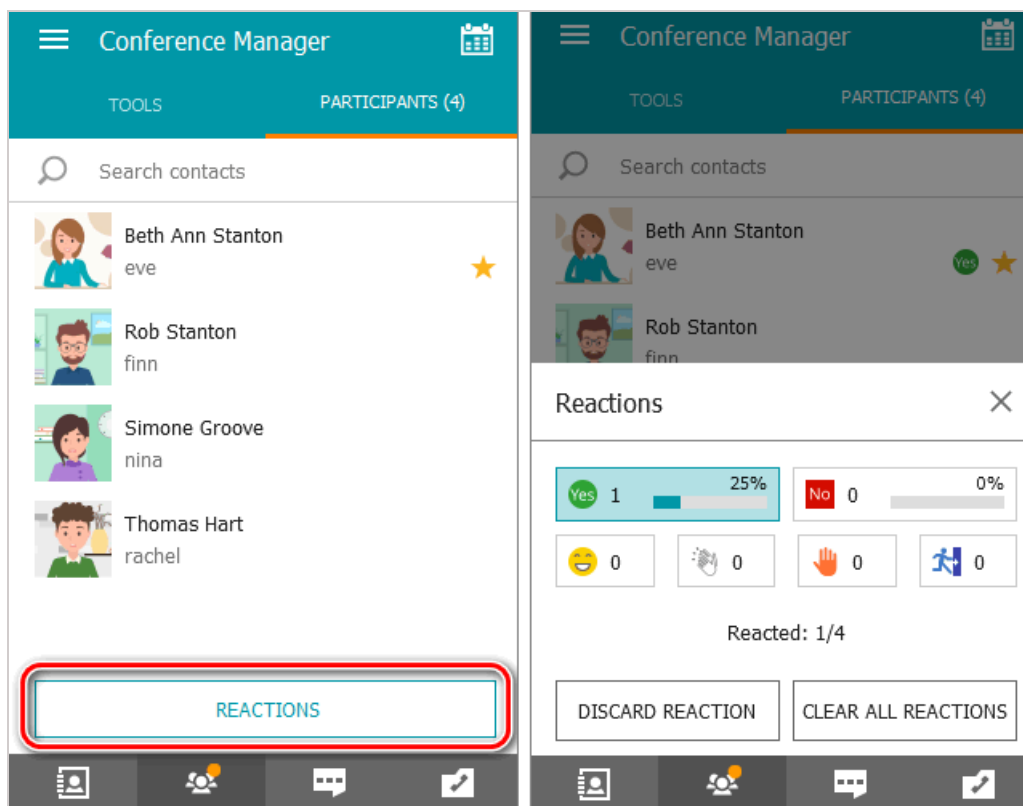 Conference Manager
TOOLS
PARTICIPANTS (4)
Search contacts
Beth Ann Stanton
eve
Rob Stanton
finn
Simone Groove
nina
Thomas Hart
rachel
REACTIONS
Conference Manager
TOOLS
PARTICIPANTS (4)
Search contacts
Beth Ann Stanton
eve
Yes
Rob Stanton
finn
Reactions
Yes 1 25%
No 0 0%
0 0 0 0
Reacted: 1/4
DISCARD REACTION
CLEAR ALL REACTIONS